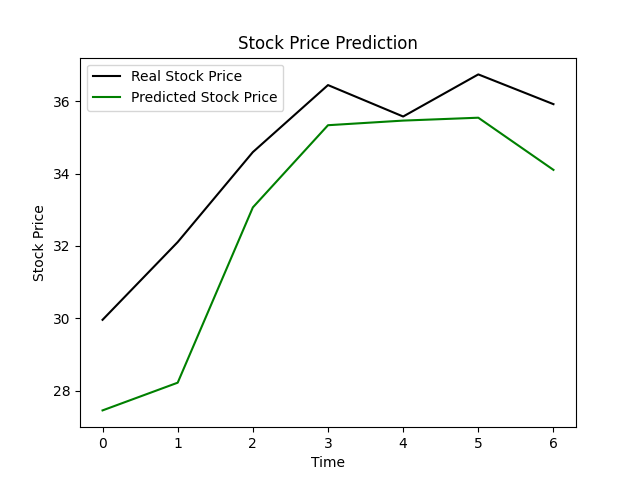 Stock Price Prediction
Real Stock Price
Predicted Stock Price
Stock Price
36
34
32
30
28
0 1 2 3 4 5 6
Time